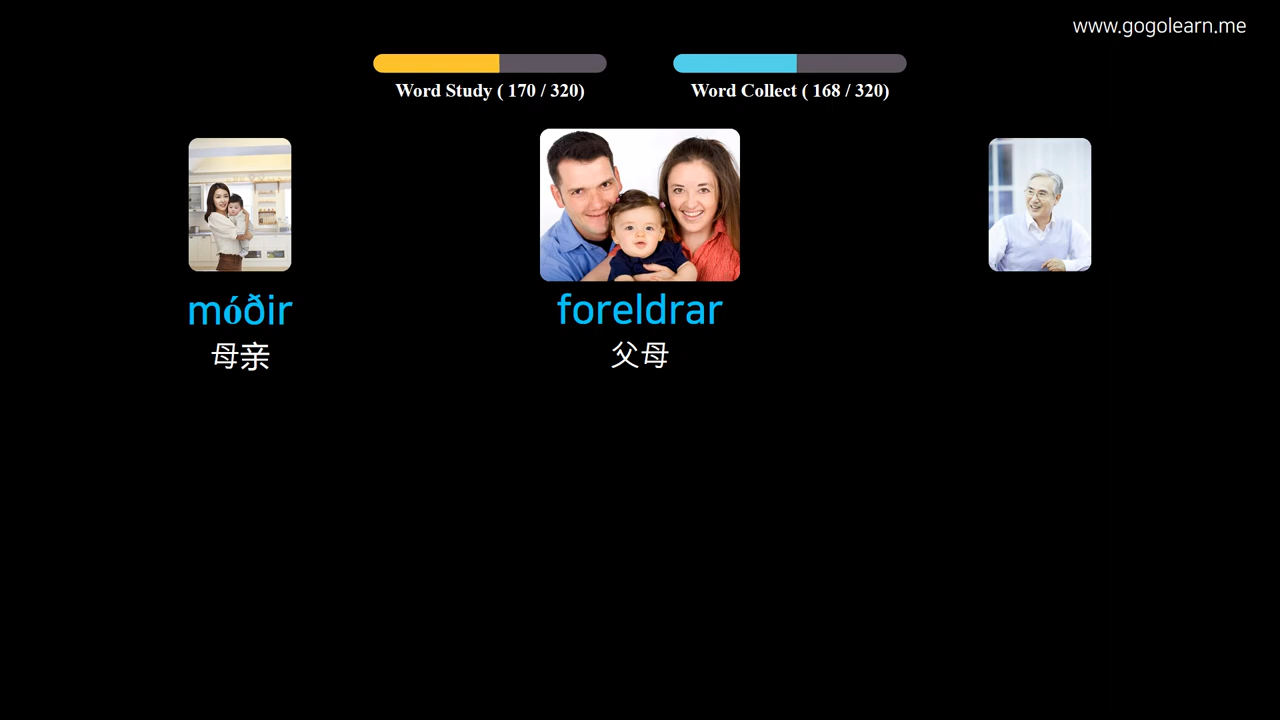 www.gogolearn.me
Word Study ( 170 / 320)
Word Collect ( 168 / 320)
móðir
母亲
foreldrar
父母